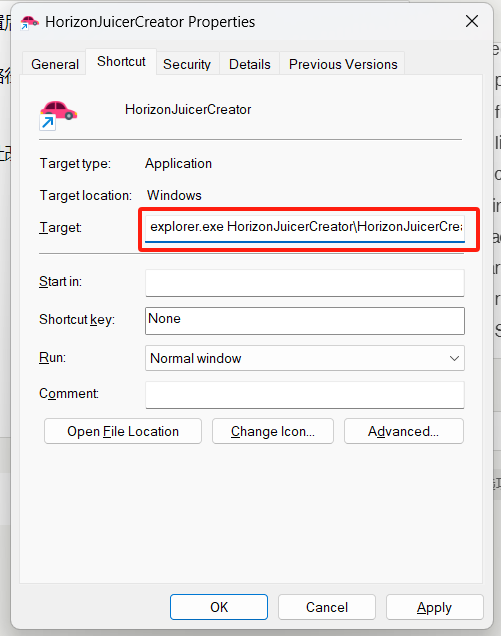 HorizonJuicerCreator Properties
General Shortcut Security Details Previous Versions
HorizonJuicerCreator
Target type: Application
Target location: Windows
Target: explorer.exe HorizonJuicerCreator\HorizonJuicerCrea
Start in:
Shortcut key: None
Run: Normal window
Comment:
Open File Location Change Icon... Advanced...
OK Cancel Apply